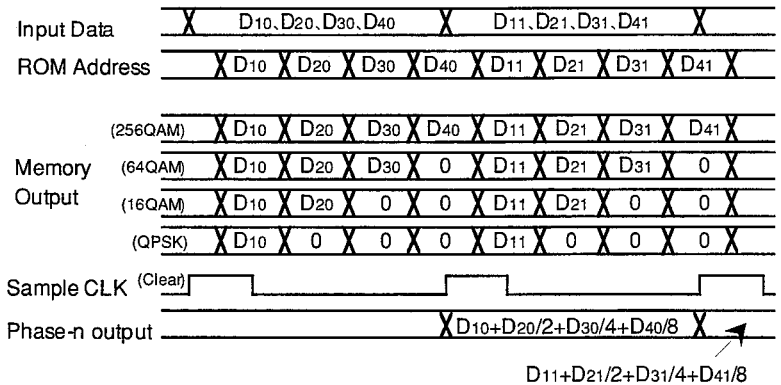 Input Data D10、D20、D30、D40 D11、D21、D31、D41
ROM Address D10 D20 D30 D40 D11 D21 D31 D41
(256QAM) D10 D20 D30 D40 D11 D21 D31 D41
Memory Output (64QAM) D10 D20 D30 0 D11 D21 D31 0
(16QAM) D10 D20 0 0 D11 D21 0 0
(QPSK) D10 0 0 0 D11 0 0 0
Sample CLK (Clear)
Phase-n output D10+D20/2+D30/4+D40/8
D11+D21/2+D31/4+D41/8